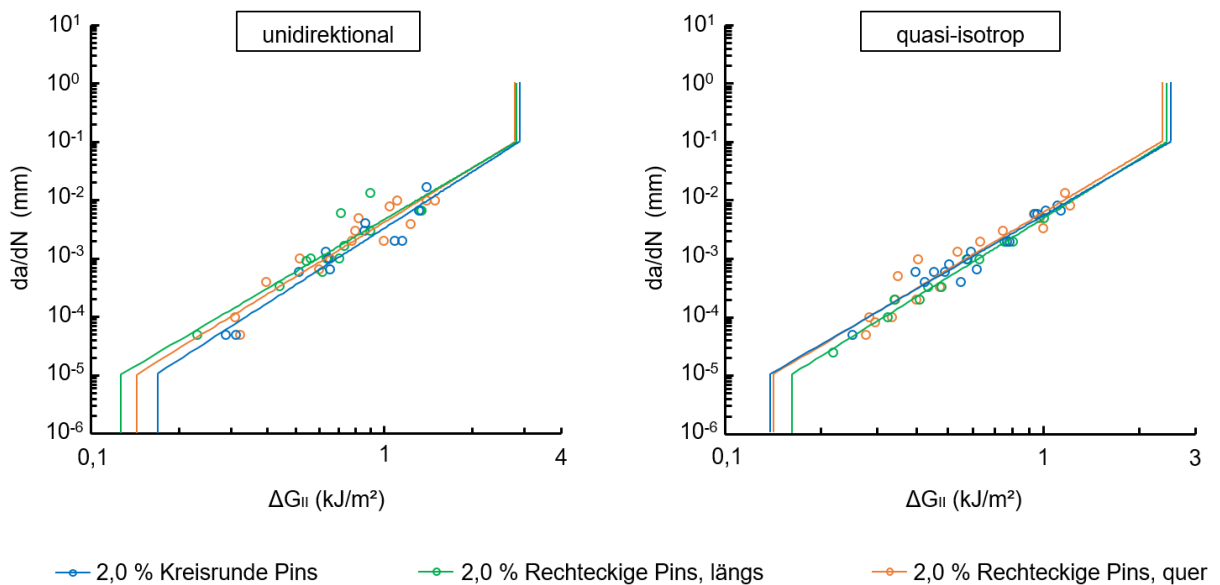 unidirektional
10¹
10⁰
10⁻¹
10⁻²
10⁻³
10⁻⁴
10⁻⁵
10⁻⁶
da/dN (mm)
0,1
1
4
ΔGII (kJ/m²)
quasi-isotrop
10¹
10⁰
10⁻¹
10⁻²
10⁻³
10⁻⁴
10⁻⁵
10⁻⁶
da/dN (mm)
0,1
1
3
ΔGII (kJ/m²)
2,0 % Kreisrunde Pins
2,0 % Rechteckige Pins, längs
2,0 % Rechteckige Pins, quer